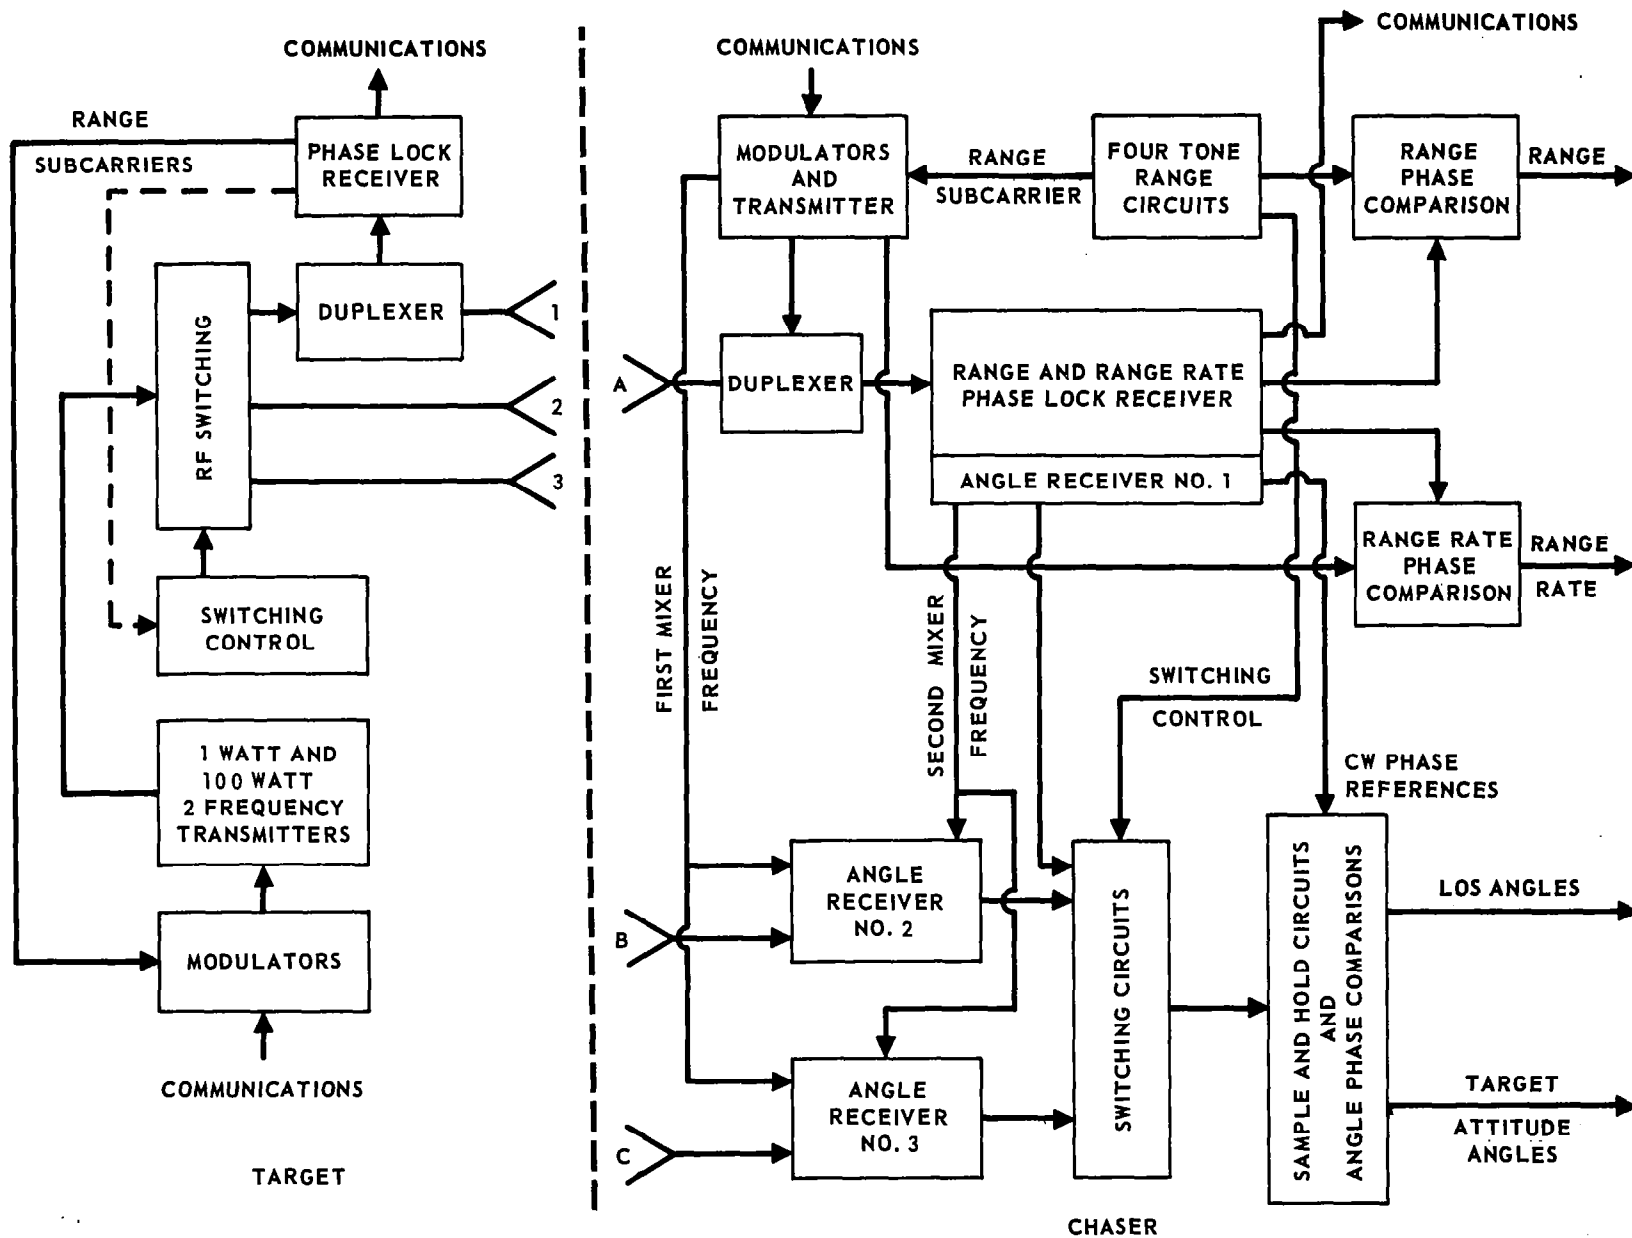 COMMUNICATIONS
RANGE
SUBCARRIERS
PHASE LOCK
RECEIVER
DUPLEXER
1
RF SWITCHING
2
3
SWITCHING
CONTROL
1 WATT AND
100 WATT
2 FREQUENCY
TRANSMITTERS
MODULATORS
COMMUNICATIONS
TARGET
COMMUNICATIONS
COMMUNICATIONS
MODULATORS
AND
TRANSMITTER
RANGE
SUBCARRIER
FOUR TONE
RANGE
CIRCUITS
RANGE
PHASE
COMPARISON
RANGE
A
DUPLEXER
RANGE AND RANGE RATE
PHASE LOCK RECEIVER
ANGLE RECEIVER NO. 1
RANGE RATE
PHASE
COMPARISON
RANGE
RATE
FIRST MIXER
FREQUENCY
SECOND MIXER
FREQUENCY
SWITCHING
CONTROL
CW PHASE
REFERENCES
B
ANGLE
RECEIVER
NO. 2
C
ANGLE
RECEIVER
NO. 3
SWITCHING CIRCUITS
SAMPLE AND HOLD CIRCUITS
AND
ANGLE PHASE COMPARISONS
LOS ANGLES
TARGET
ATTITUDE
ANGLES
CHASER